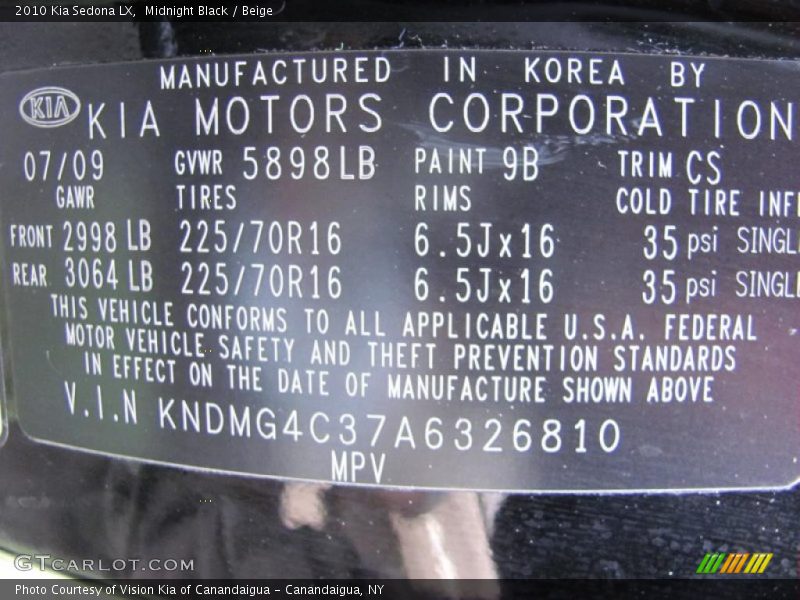 2010 Kia Sedona LX,  Midnight Black / Beige
MANUFACTURED IN KOREA BY
KIA KIA MOTORS CORPORATION
07/09 GVWR 5898LB PAINT 9B TRIM CS
GAWR TIRES RIMS COLD TIRE INF
FRONT 2998 LB 225/70R16 6.5Jx16 35 psi SINGL
REAR 3064 LB 225/70R16 6.5Jx16 35 psi SINGL
THIS VEHICLE CONFORMS TO ALL APPLICABLE U.S.A. FEDERAL
MOTOR VEHICLE SAFETY AND THEFT PREVENTION STANDARDS
IN EFFECT ON THE DATE OF MANUFACTURE SHOWN ABOVE
V.I.N KNDMG4C37A6326810
MPV
GTCARLOT.COM
Photo Courtesy of Vision Kia of Canandaigua - Canandaigua, NY